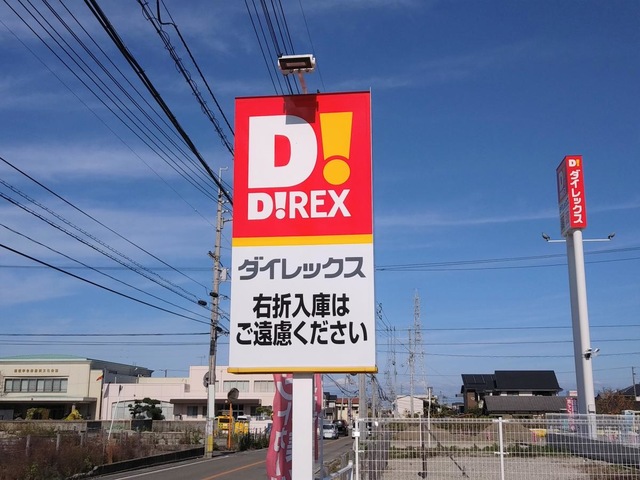 D!
D!REX
ダイレックス
右折入庫は
ご遠慮ください
ダイレックス